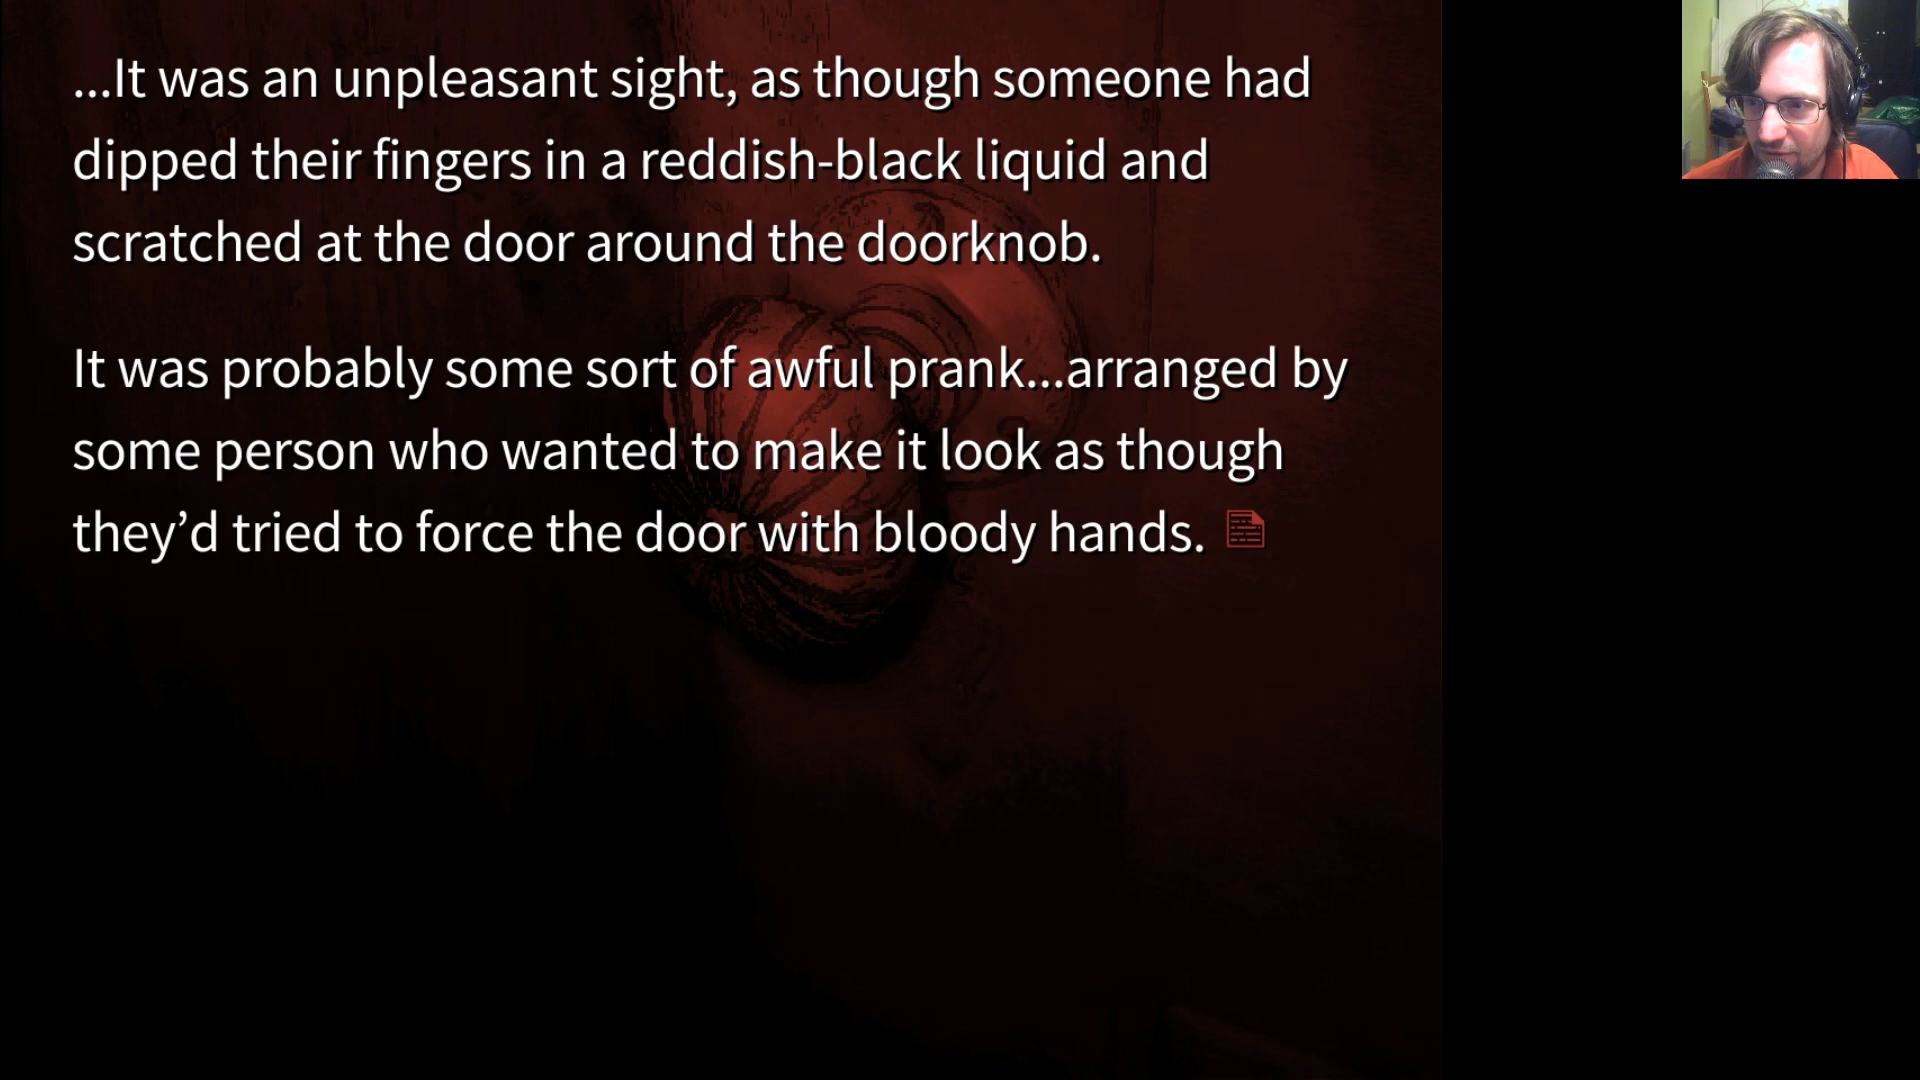 ...It was an unpleasant sight, as though someone had
dipped their fingers in a reddish-black liquid and
scratched at the door around the doorknob.
It was probably some sort of awful prank...arranged by
some person who wanted to make it look as though
they’d tried to force the door with bloody hands.